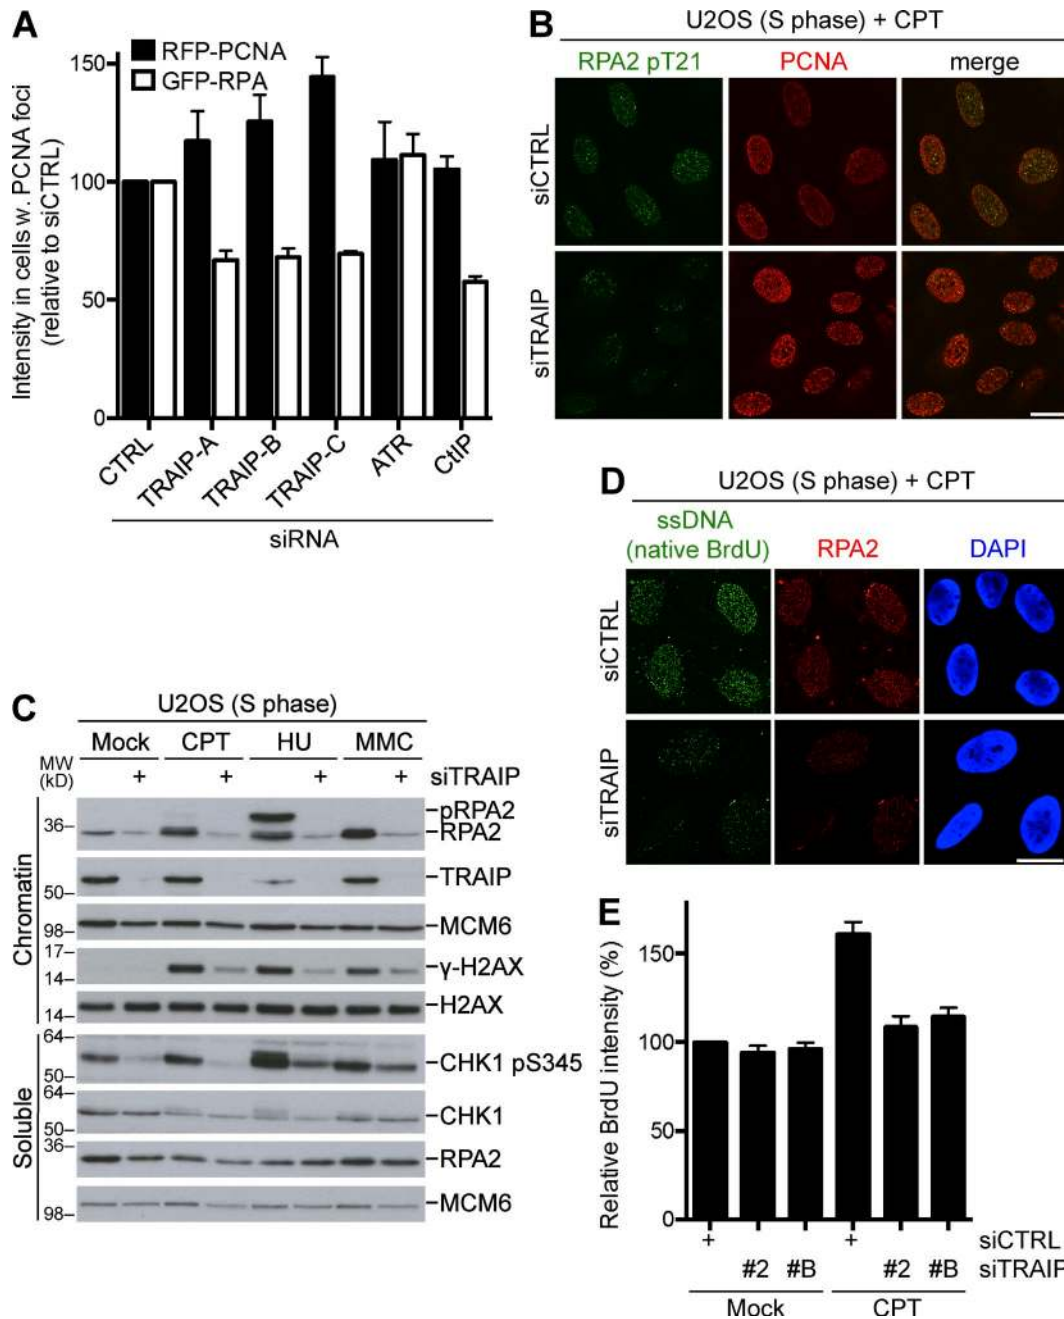 A
RFP-PCNA
GFP-RPA
Intensity in cells w. PCNA foci
(relative to siCTRL)
150
100
50
0
CTRL
TRAIP-A
TRAIP-B
TRAIP-C
ATR
CtIP
siRNA
B
U2OS (S phase) + CPT
RPA2 pT21
PCNA
merge
siCTRL
siTRAIP
C
U2OS (S phase)
Mock
CPT
HU
MMC
MW
(kD)
+
+
+
+
siTRAIP
Chromatin
36
pRPA2
RPA2
50
TRAIP
98
MCM6
17
14
γ-H2AX
14
H2AX
Soluble
64
50
CHK1 pS345
64
50
CHK1
36
RPA2
98
MCM6
D
U2OS (S phase) + CPT
ssDNA
(native BrdU)
RPA2
DAPI
siCTRL
siTRAIP
E
Relative BrdU intensity (%)
150
100
50
0
+
+
siCTRL
#2
#B
#2
#B
siTRAIP
Mock
CPT